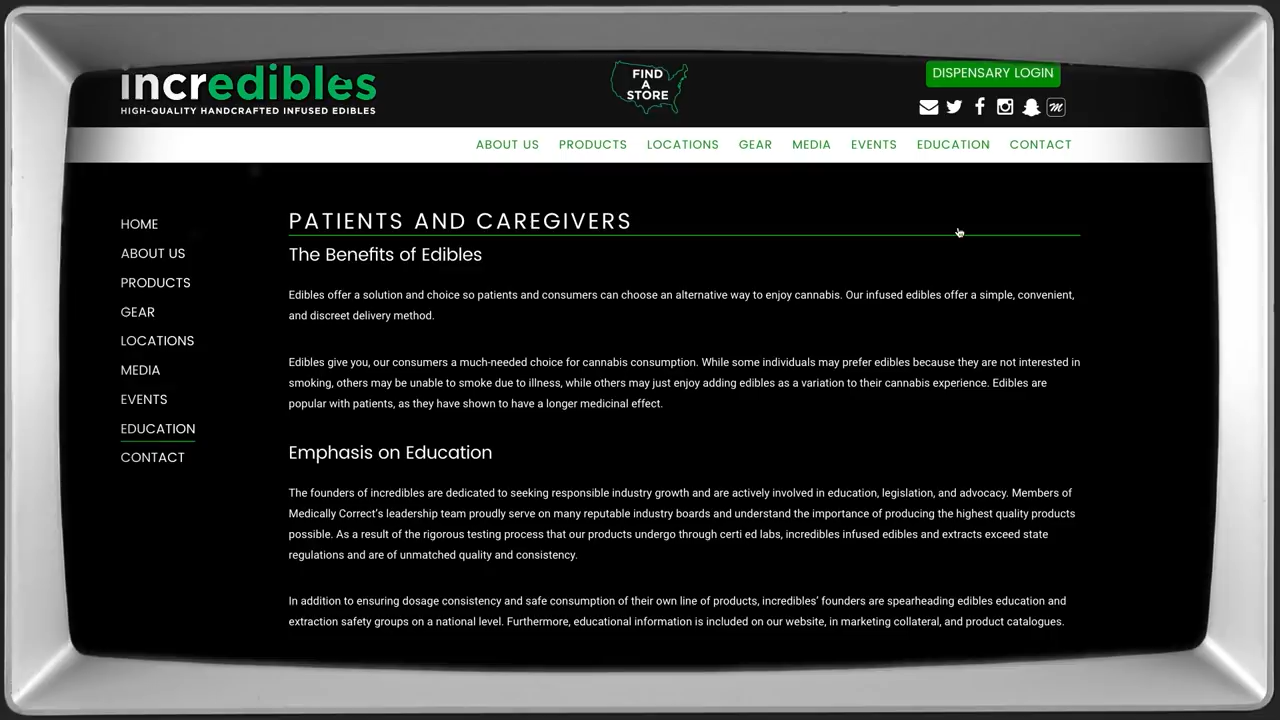 incredibles
HIGH-QUALITY HANDCRAFTED INFUSED EDIBLES
FIND
A
STORE
DISPENSARY LOGIN
ABOUT US PRODUCTS LOCATIONS GEAR MEDIA EVENTS EDUCATION CONTACT
HOME
ABOUT US
PRODUCTS
GEAR
LOCATIONS
MEDIA
EVENTS
EDUCATION
CONTACT
PATIENTS AND CAREGIVERS
The Benefits of Edibles
Edibles offer a solution and choice so patients and consumers can choose an alternative way to enjoy cannabis. Our infused edibles offer a simple, convenient,
and discreet delivery method.
Edibles give you, our consumers a much-needed choice for cannabis consumption. While some individuals may prefer edibles because they are not interested in
smoking, others may be unable to smoke due to illness, while others may just enjoy adding edibles as a variation to their cannabis experience. Edibles are
popular with patients, as they have shown to have a longer medicinal effect.
Emphasis on Education
The founders of incredibles are dedicated to seeking responsible industry growth and are actively involved in education, legislation, and advocacy. Members of
Medically Correct's leadership team proudly serve on many reputable industry boards and understand the importance of producing the highest quality products
possible. As a result of the rigorous testing process that our products undergo through certi ed labs, incredibles infused edibles and extracts exceed state
regulations and are of unmatched quality and consistency.
In addition to ensuring dosage consistency and safe consumption of their own line of products, incredibles' founders are spearheading edibles education and
extraction safety groups on a national level. Furthermore, educational information is included on our website, in marketing collateral, and product catalogues.